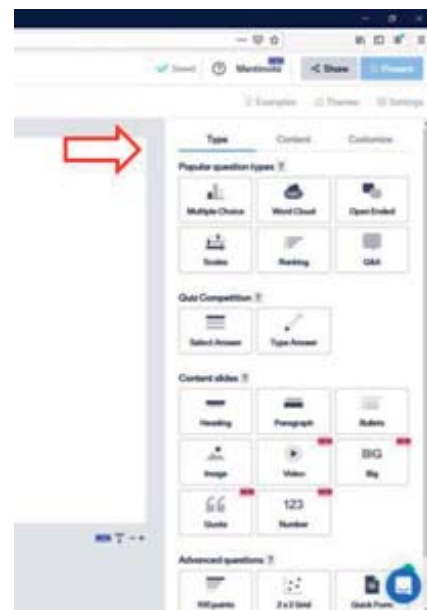 Saved Mentimeter Share Present
Examples Themes Settings
Type Content Customize
Popular question types ?
Multiple Choice Word Cloud Open Ended
Scales Ranking Q&A
Quiz Competition ?
Select Answer Type Answer
Content slides ?
Heading Paragraph Bullets
BIG
Image Video Big
123
Quote Number
Advanced questions ?
100 points 2 x 2 Grid Quick Form